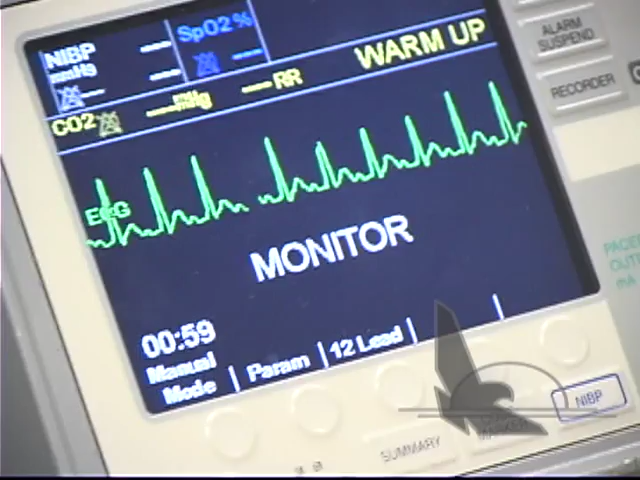 NIBP
mmHg
SpO2 %
CO2
mmHg
RR
WARM UP
ECG
MONITOR
00:59
Manual
Mode
Param
12 Lead
ALARM
SUSPEND
RECORDER
SUMMARY
NIBP